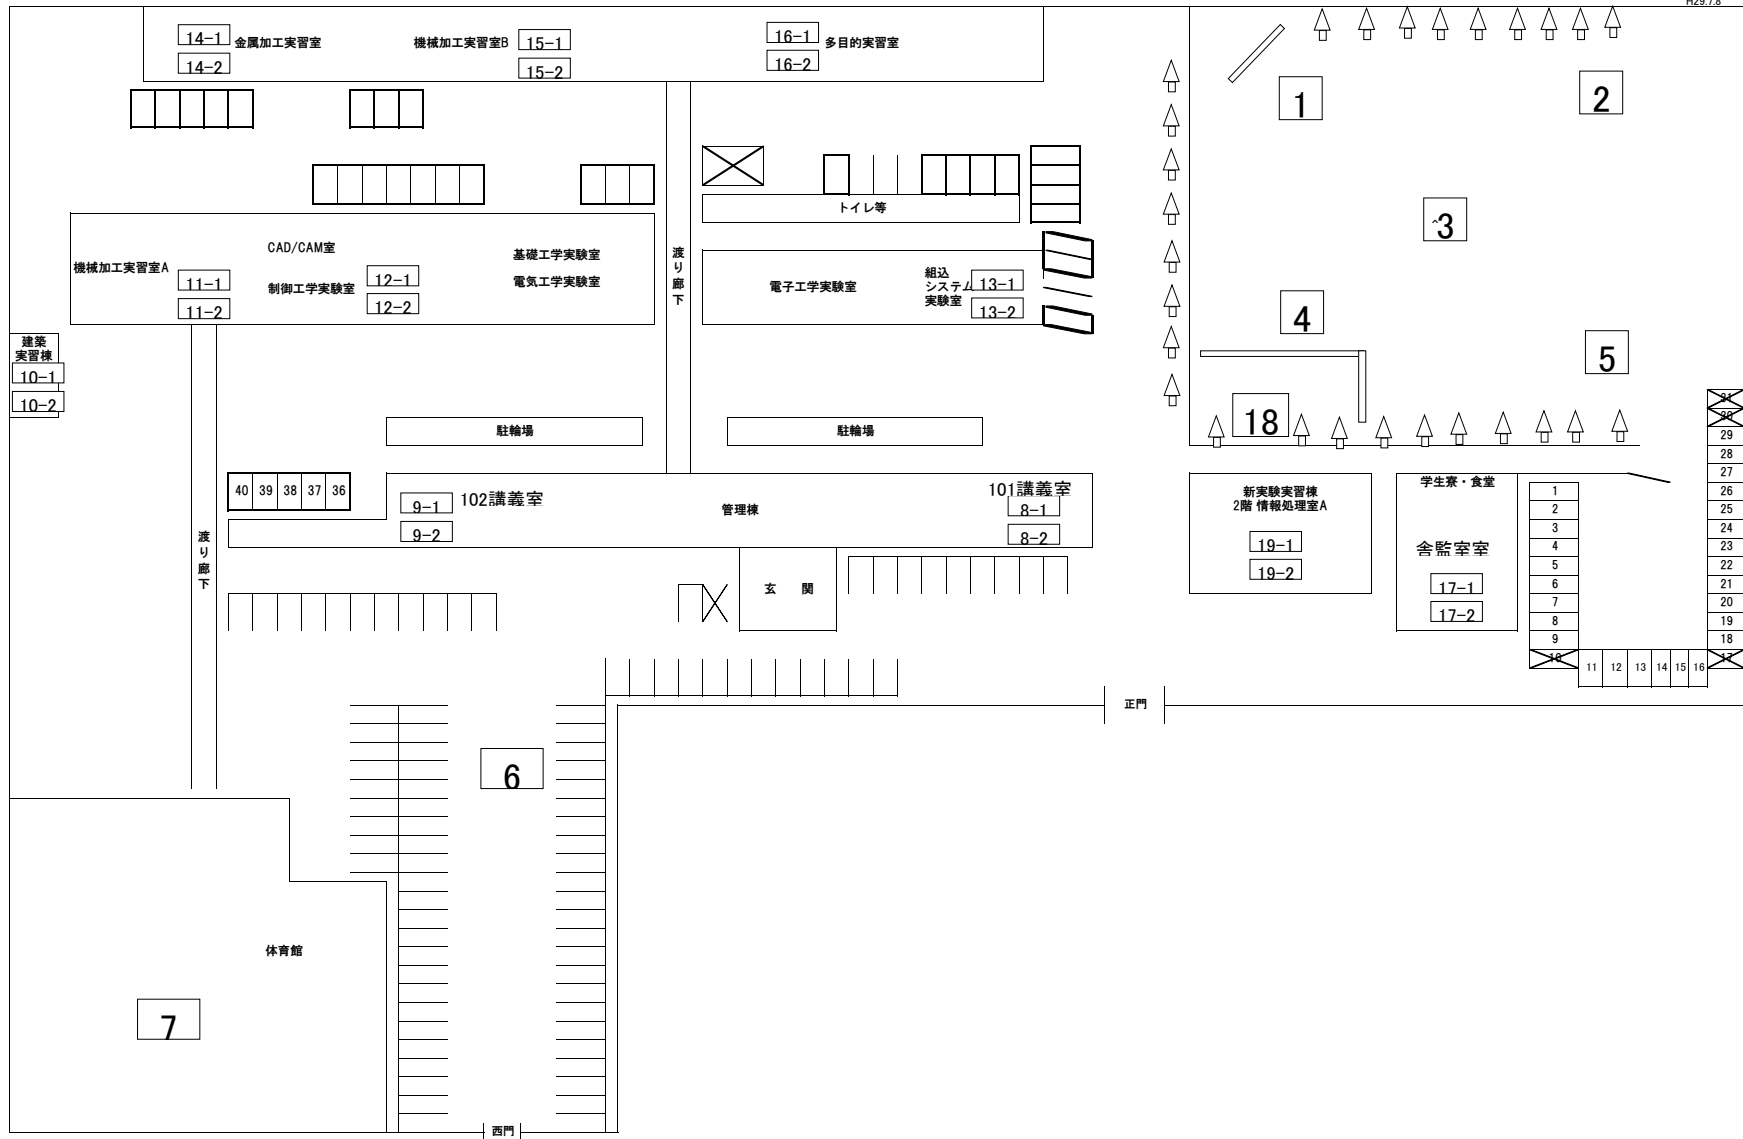 H29.7.8
14-1 金属加工実習室
14-2
機械加工実習室B 15-1
15-2
16-1 多目的実習室
16-2
1
2
^3
4
5
18
トイレ等
渡り廊下
機械加工実習室A
11-1
11-2
CAD/CAM室
制御工学実験室
12-1
12-2
基礎工学実験室
電気工学実験室
電子工学実験室
組込
システム
実験室
13-1
13-2
建築
実習棟
10-1
10-2
駐輪場
駐輪場
40 39 38 37 36
9-1 102講義室
9-2
管理棟
101講義室
8-1
8-2
渡り廊下
玄 関
新実験実習棟
2階 情報処理室A
19-1
19-2
学生寮・食堂
舎監室室
17-1
17-2
1
2
3
4
5
6
7
8
9
10
11 12 13 14 15 16
31
30
29
28
27
26
25
24
23
22
21
20
19
18
17
正門
6
体育館
7
西門